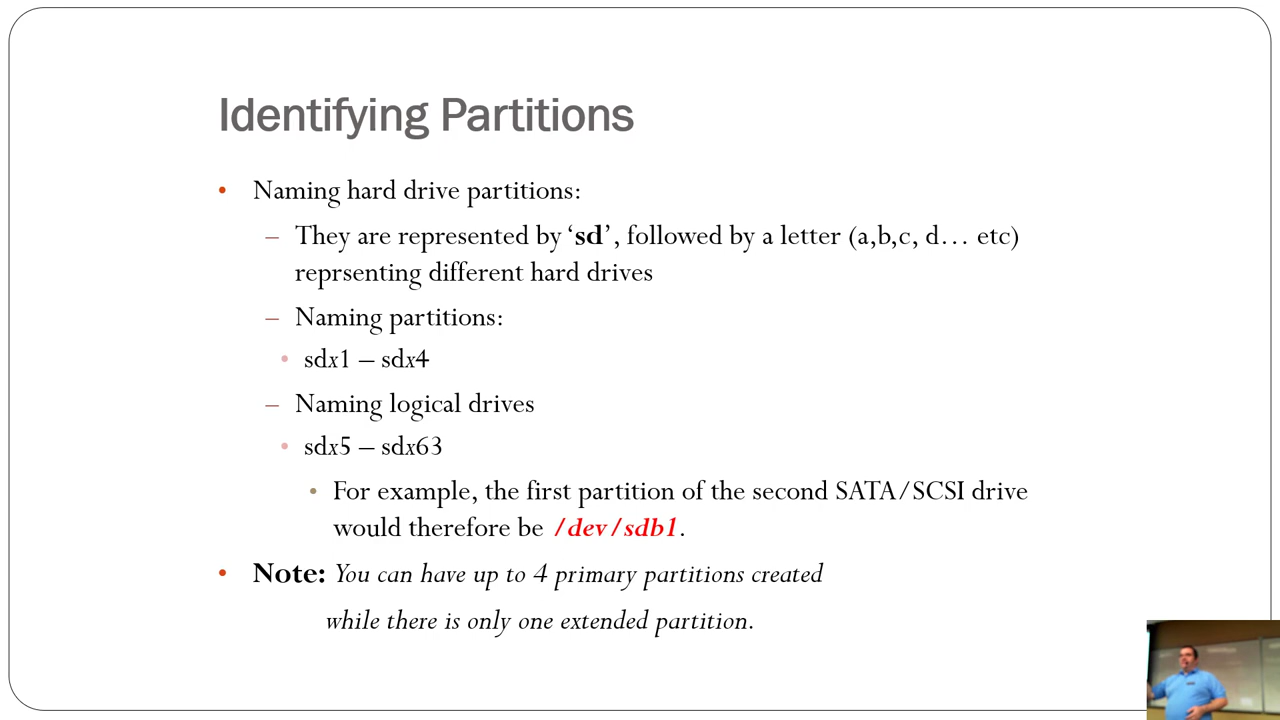 Identifying Partitions
• Naming hard drive partitions:
– They are represented by ‘sd’, followed by a letter (a,b,c, d… etc)
reprsenting different hard drives
– Naming partitions:
• sdx1 – sdx4
– Naming logical drives
• sdx5 – sdx63
• For example, the first partition of the second SATA/SCSI drive
would therefore be /dev/sdb1.
• Note: You can have up to 4 primary partitions created
while there is only one extended partition.